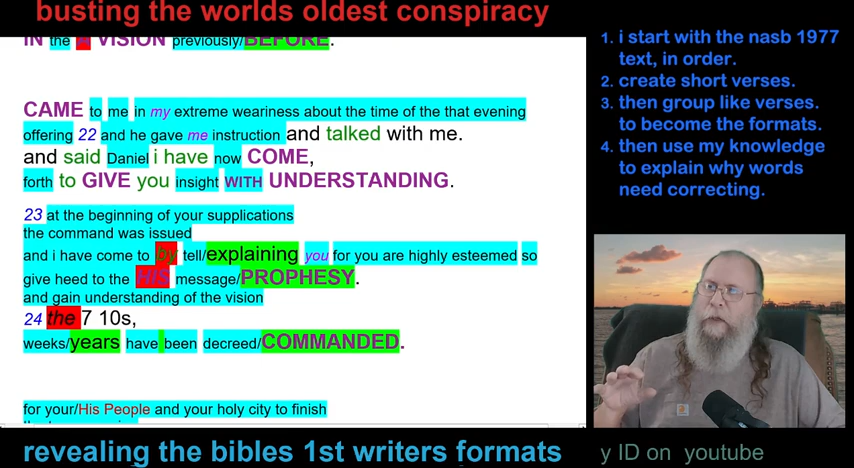 busting the worlds oldest conspiracy
IN the VISION previously/BEFORE.
CAME to me in my extreme weariness about the time of the that evening
offering 22 and he gave me instruction and talked with me.
and said Daniel i have now COME,
forth to GIVE you insight WITH UNDERSTANDING.
23 at the beginning of your supplications
the command was issued
and i have come to by tell/explaining you for you are highly esteemed so
give heed to the HIS message/PROPHESY.
and gain understanding of the vision
24 the 7 10s,
weeks/years have been decreed/COMMANDED.
for your/His People and your holy city to finish
revealing the bibles 1st writers formats
1. i start with the nasb 1977
text, in order.
2. create short verses.
3. then group like verses.
to become the formats.
4. then use my knowledge
to explain why words
need correcting.
y ID on youtube